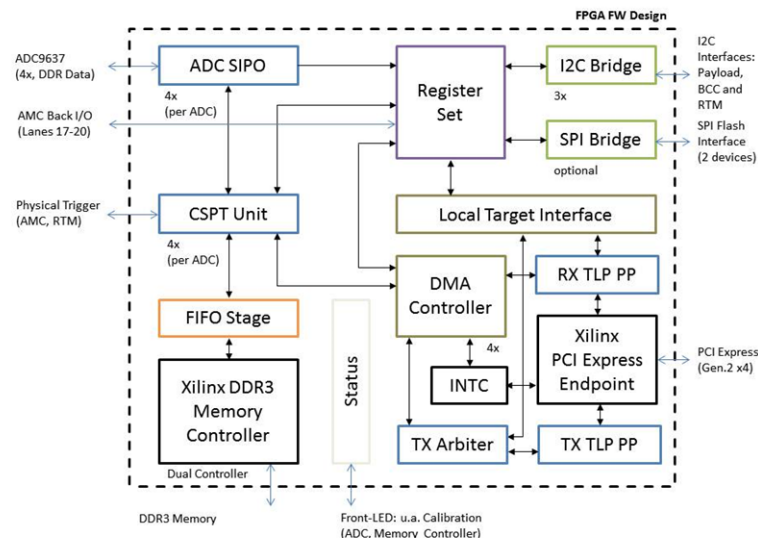 FPGA FW Design
ADC9637
(4x, DDR Data)
ADC SIPO
4x
(per ADC)
Register
Set
I2C Bridge
3x
I2C
Interfaces:
Payload,
BCC and
RTM
AMC Back I/O
(Lanes 17-20)
SPI Bridge
optional
SPI Flash
Interface
(2 devices)
Physical Trigger
(AMC, RTM)
CSPT Unit
4x
(per ADC)
Local Target Interface
DMA
Controller
4x
RX TLP PP
FIFO Stage
Xilinx
PCI Express
Endpoint
PCI Express
(Gen.2 x4)
Status
Xilinx DDR3
Memory
Controller
Dual Controller
INTC
TX Arbiter
TX TLP PP
DDR3 Memory
Front-LED: u.a. Calibration
(ADC, Memory Controller)